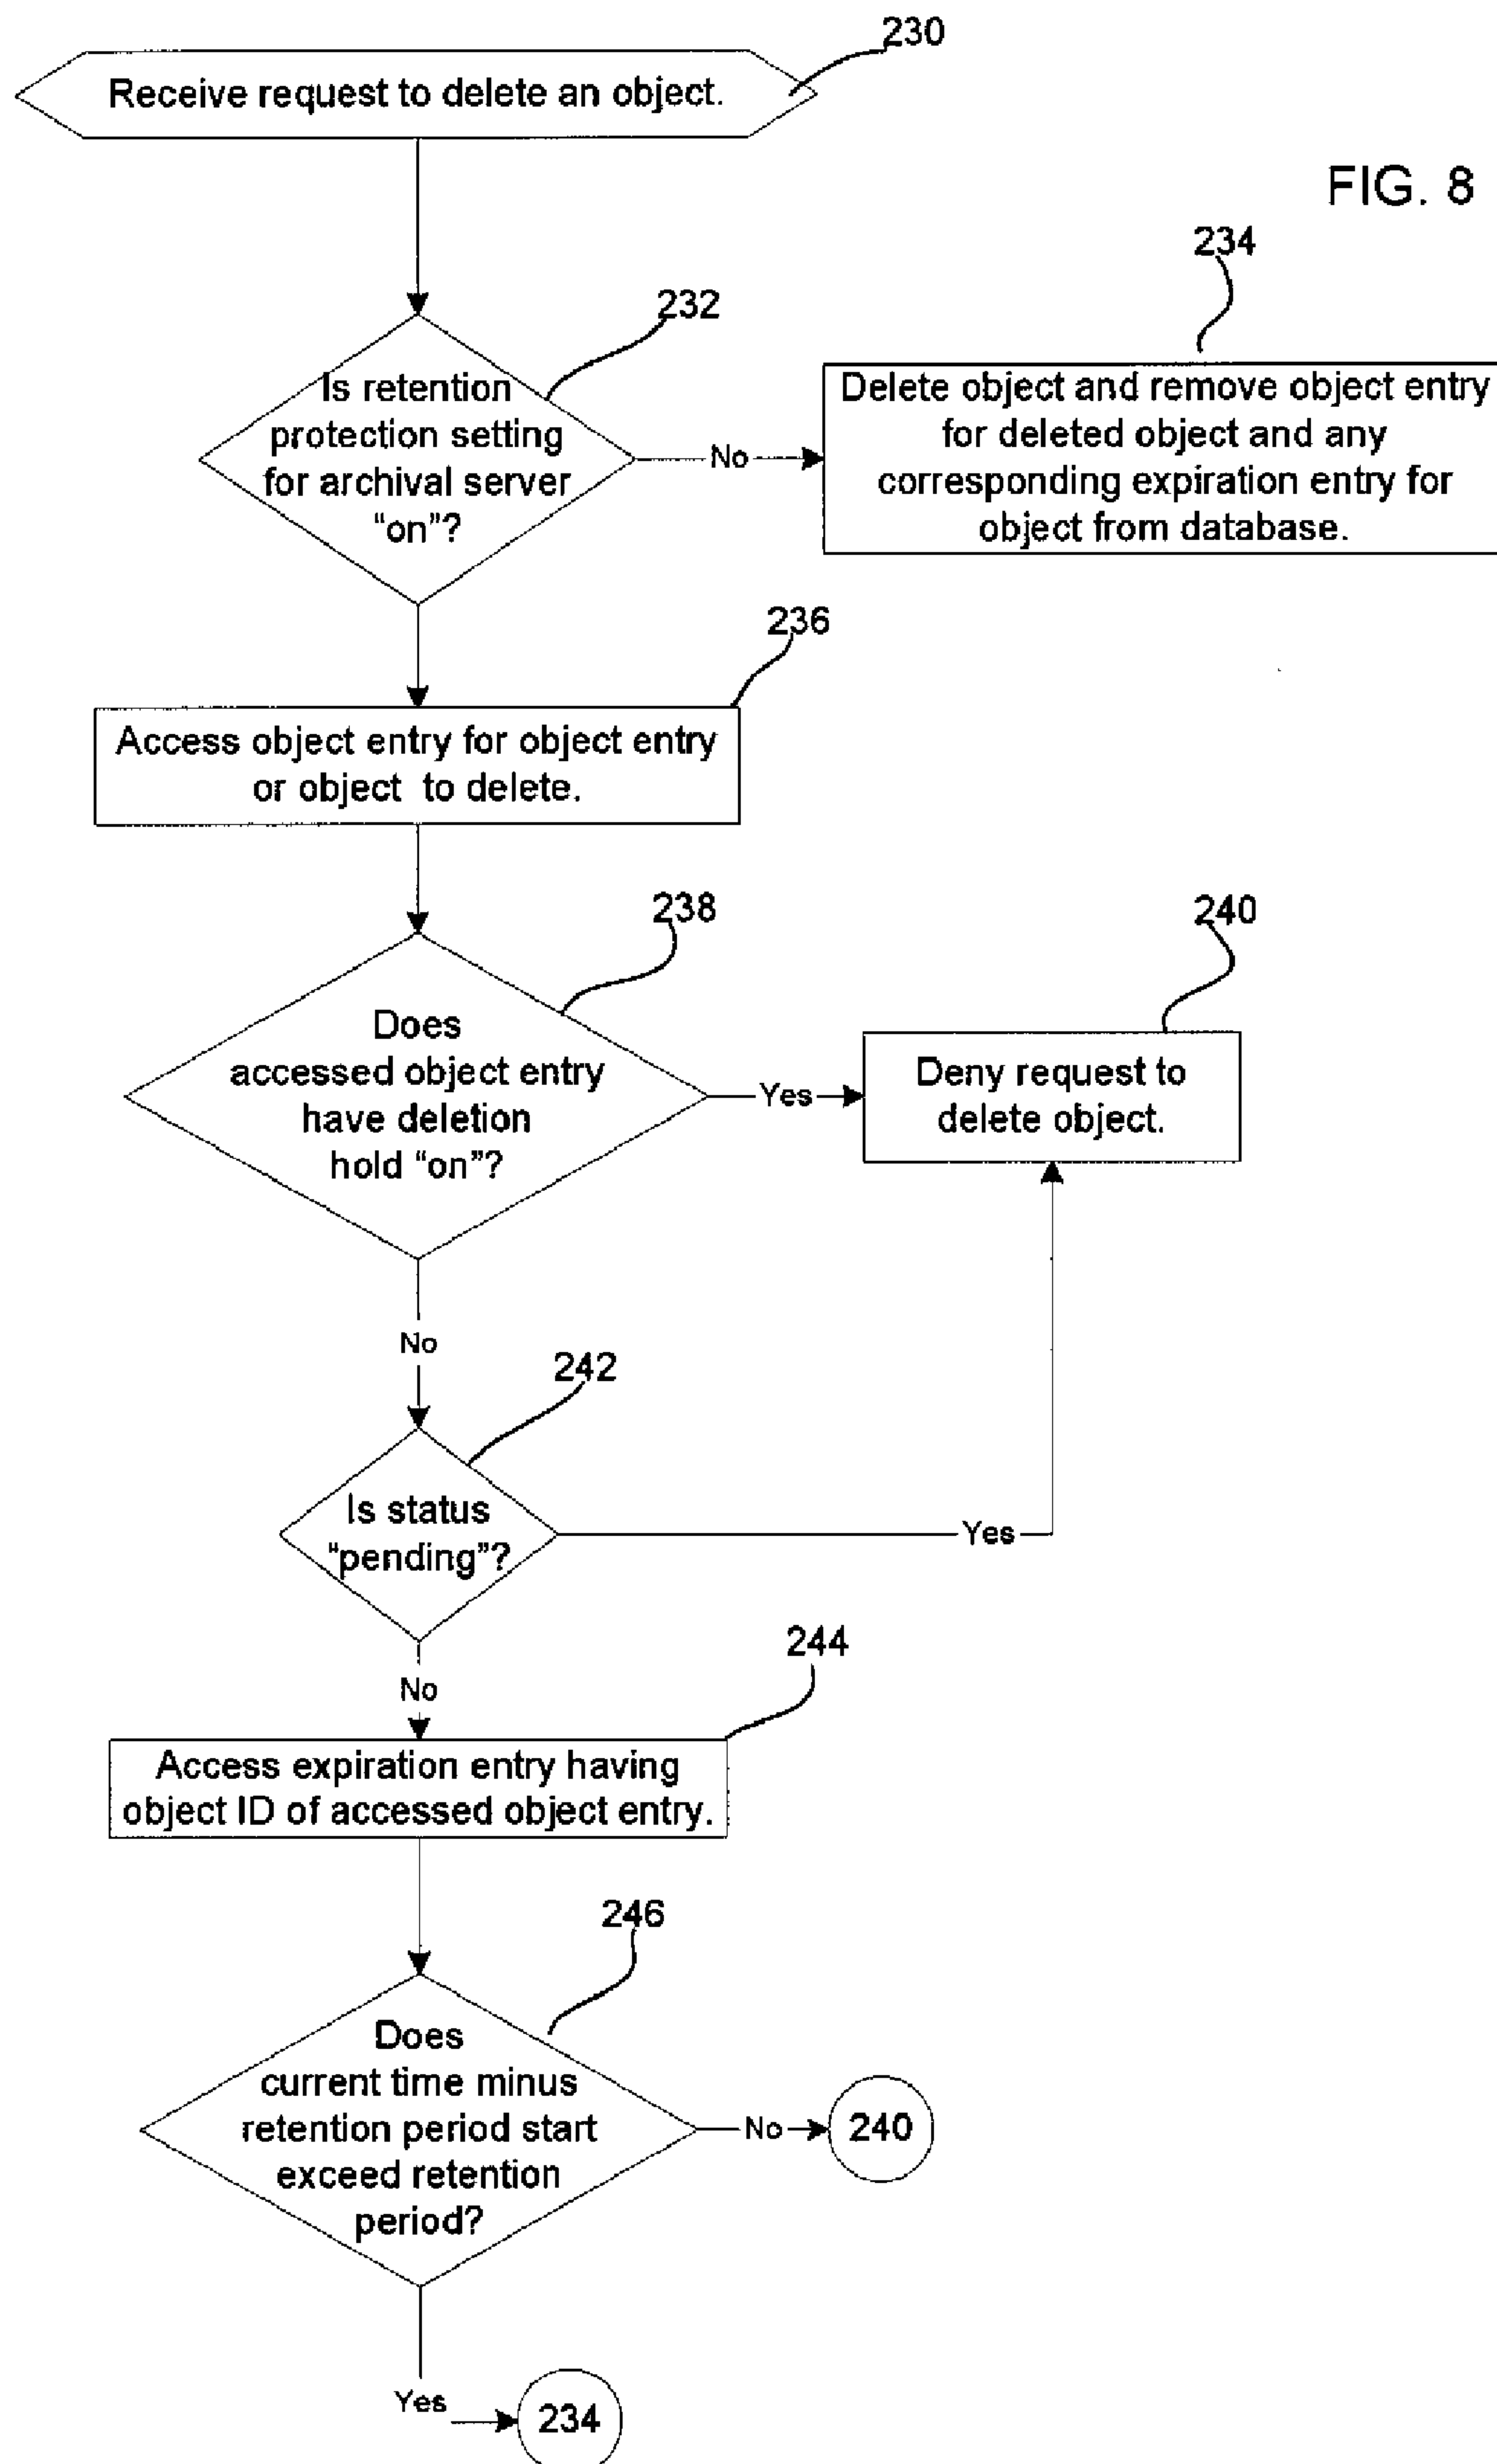 230
Receive request to delete an object.
FIG. 8
234
232
Is retention
protection setting
for archival server
“on”?
No
Delete object and remove object entry
for deleted object and any
corresponding expiration entry for
object from database.
236
Access object entry for object entry
or object to delete.
238
240
Does
accessed object entry
have deletion
hold “on”?
Yes
Deny request to
delete object.
No
242
Is status
“pending”?
Yes
No
244
Access expiration entry having
object ID of accessed object entry.
246
Does
current time minus
retention period start
exceed retention
period?
No
240
Yes
234